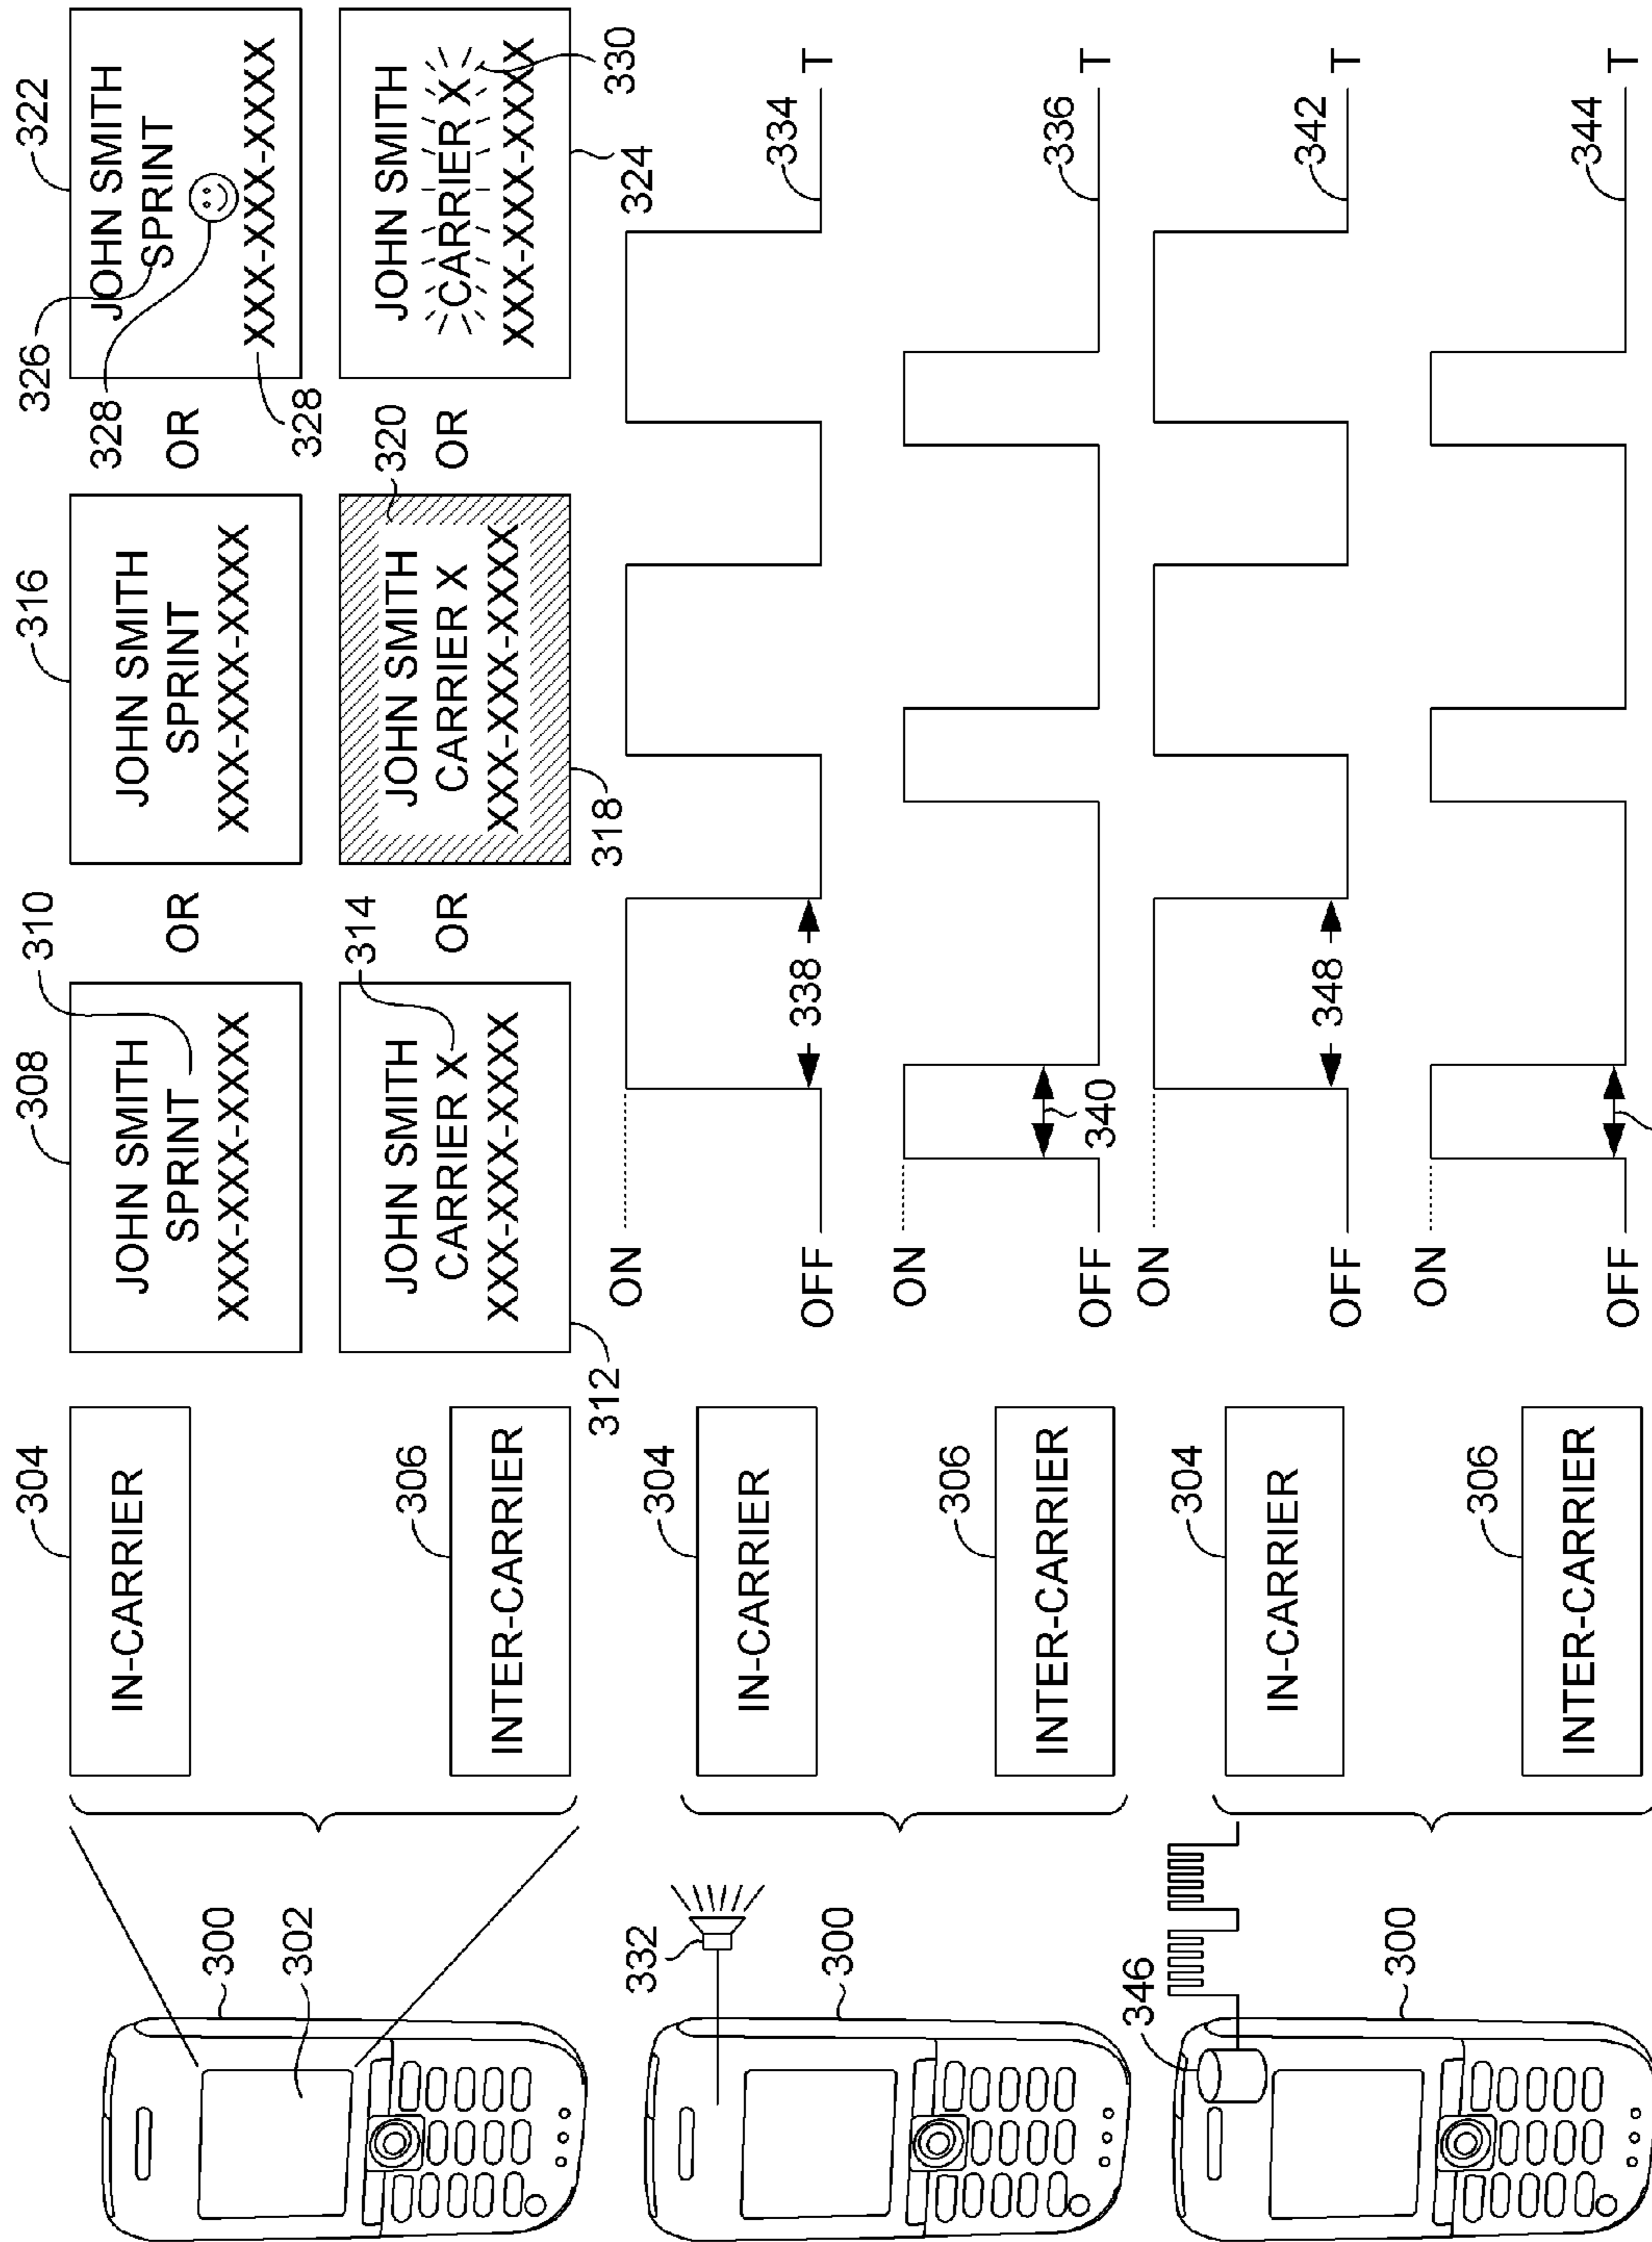 304
IN-CARRIER
308
310
JOHN SMITH
SPRINT
XXX-XXX-XXXX
OR
316
JOHN SMITH
SPRINT
XXX-XXX-XXXX
OR
322
326
328
JOHN SMITH
SPRINT
XXX-XXX-XXXX
328
300
302
306
INTER-CARRIER
312
JOHN SMITH
CARRIER X
XXX-XXX-XXXX
314
OR
318
320
JOHN SMITH
CARRIER X
XXX-XXX-XXXX
OR
JOHN SMITH
CARRIER X
XXX-XXX-XXXX
330
324
332
300
304
IN-CARRIER
ON
OFF
338
334
T
306
INTER-CARRIER
ON
OFF
340
336
T
346
300
304
IN-CARRIER
ON
OFF
348
342
T
306
INTER-CARRIER
ON
OFF
344
T